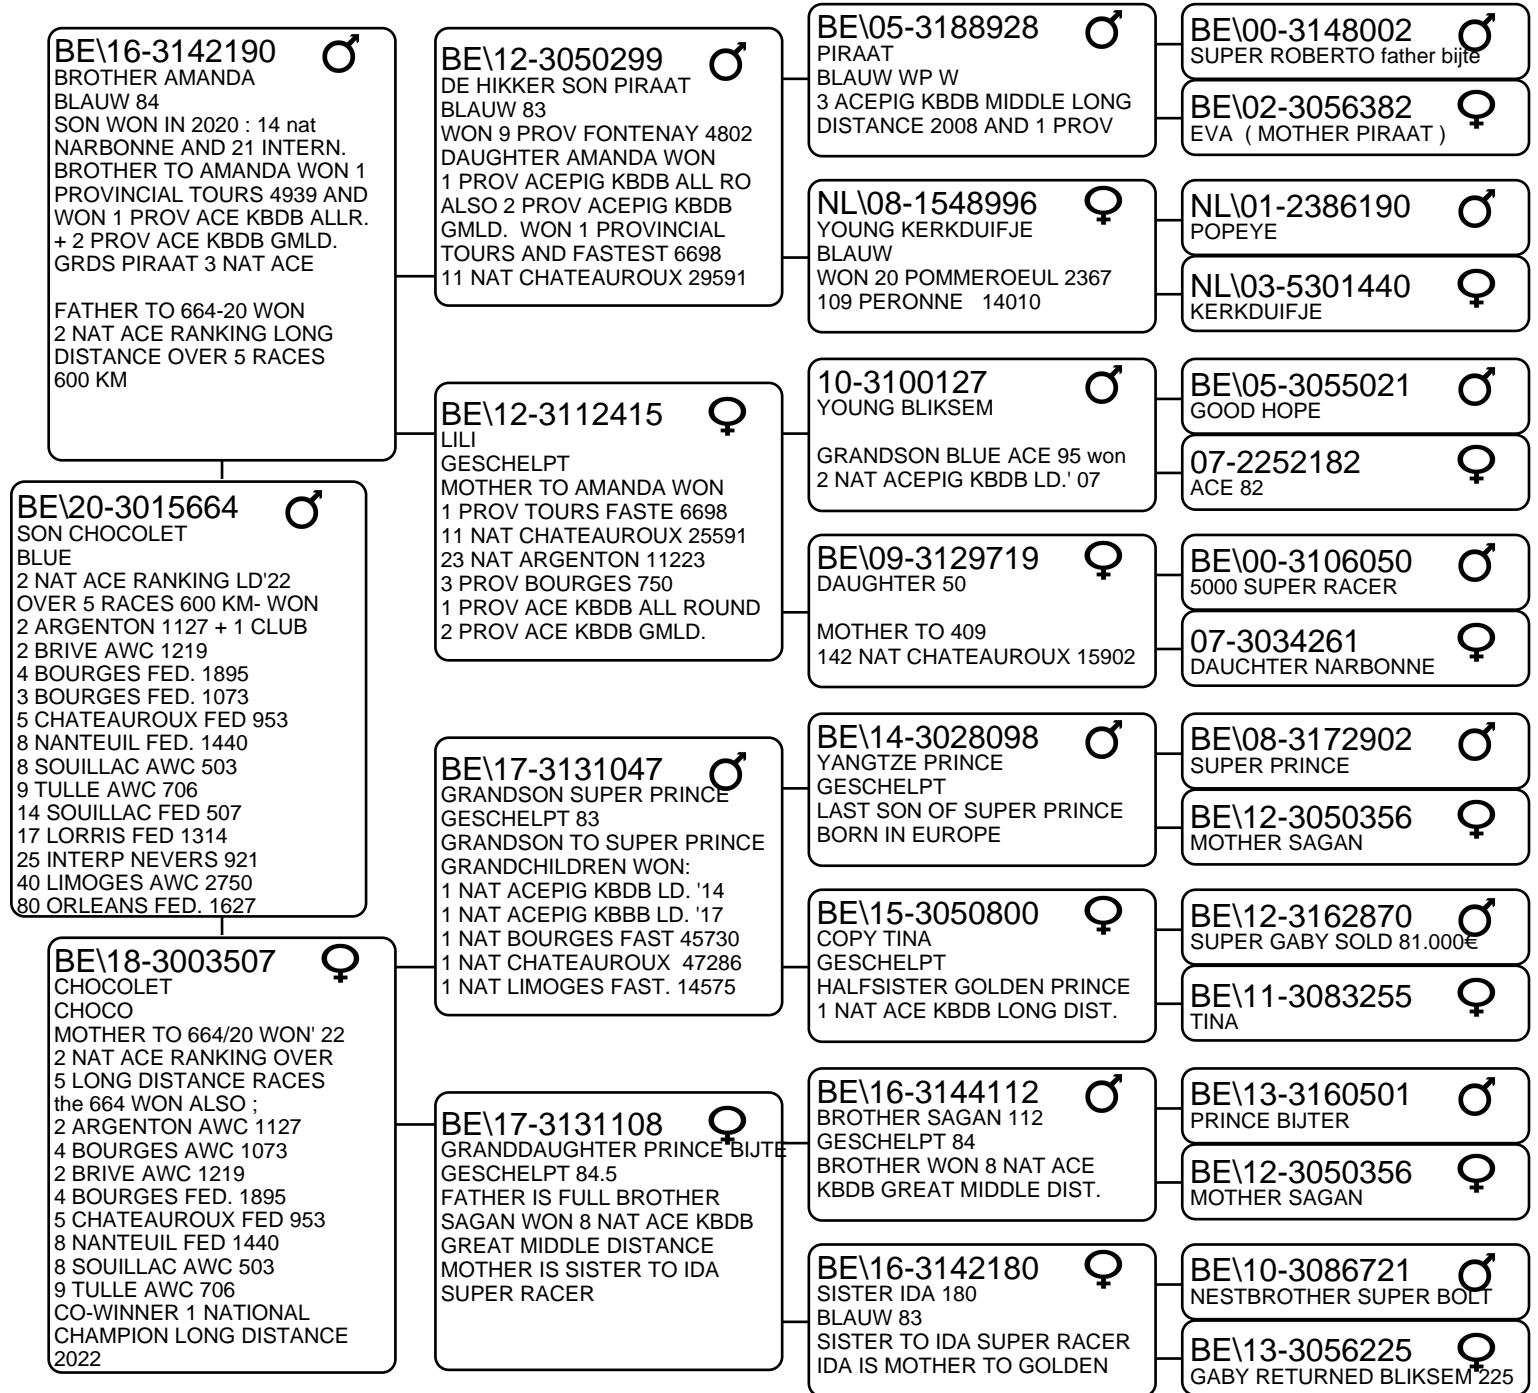 BE\20-3015664
SON CHOCOLET
BLUE
2 NAT ACE RANKING LD'22
OVER 5 RACES 600 KM- WON
2 ARGENTON 1127 + 1 CLUB
2 BRIVE AWC 1219
4 BOURGES FED. 1895
3 BOURGES FED. 1073
5 CHATEAUROUX FED 953
8 NANTEUIL FED. 1440
8 SOUILLAC AWC 503
9 TULLE AWC 706
14 SOUILLAC FED 507
17 LORRIS FED 1314
25 INTERP NEVERS 921
40 LIMOGES AWC 2750
80 ORLEANS FED. 1627
BE\16-3142190
BROTHER AMANDA
BLAUW 84
SON WON IN 2020 : 14 nat
NARBONNE AND 21 INTERN.
BROTHER TO AMANDA WON 1
PROVINCIAL TOURS 4939 AND
WON 1 PROV ACE KBDB ALLR.
+ 2 PROV ACE KBDB GMLD.
GRDS PIRAAT 3 NAT ACE
FATHER TO 664-20 WON
2 NAT ACE RANKING LONG
DISTANCE OVER 5 RACES
600 KM
BE\18-3003507
CHOCOLET
CHOCO
MOTHER TO 664/20 WON' 22
2 NAT ACE RANKING OVER
5 LONG DISTANCE RACES
the 664 WON ALSO ;
2 ARGENTON AWC 1127
4 BOURGES AWC 1073
2 BRIVE AWC 1219
4 BOURGES FED. 1895
5 CHATEAUROUX FED 953
8 NANTEUIL FED 1440
8 SOUILLAC AWC 503
9 TULLE AWC 706
CO-WINNER 1 NATIONAL
CHAMPION LONG DISTANCE
2022
BE\12-3050299
DE HIKKER SON PIRAAT
BLAUW 83
WON 9 PROV FONTENAY 4802
DAUGHTER AMANDA WON
1 PROV ACEPIG KBDB ALL RO
ALSO 2 PROV ACEPIG KBDB
GMLD.  WON 1 PROVINCIAL
TOURS AND FASTEST 6698
11 NAT CHATEAUROUX 29591
BE\12-3112415
LILI
GESCHELPT
MOTHER TO AMANDA WON
1 PROV TOURS FASTE 6698
11 NAT CHATEAUROUX 25591
23 NAT ARGENTON 11223
3 PROV BOURGES 750
1 PROV ACE KBDB ALL ROUND
2 PROV ACE KBDB GMLD.
BE\17-3131047
GRANDSON SUPER PRINCE
GESCHELPT 83
GRANDSON TO SUPER PRINCE
GRANDCHILDREN WON:
1 NAT ACEPIG KBDB LD. '14
1 NAT ACEPIG KBBB LD. '17
1 NAT BOURGES FAST 45730
1 NAT CHATEAUROUX  47286
1 NAT LIMOGES FAST. 14575
BE\17-3131108
GRANDDAUGHTER PRINCE BIJTE
GESCHELPT 84.5
FATHER IS FULL BROTHER
SAGAN WON 8 NAT ACE KBDB
GREAT MIDDLE DISTANCE
MOTHER IS SISTER TO IDA
SUPER RACER
BE\05-3188928
PIRAAT
BLAUW WP W
3 ACEPIG KBDB MIDDLE LONG
DISTANCE 2008 AND 1 PROV
NL\08-1548996
YOUNG KERKDUIFJE
BLAUW
WON 20 POMMEROEUL 2367
109 PERONNE   14010
10-3100127
YOUNG BLIKSEM
GRANDSON BLUE ACE 95 won
2 NAT ACEPIG KBDB LD.' 07
BE\09-3129719
DAUGHTER 50
MOTHER TO 409
142 NAT CHATEAUROUX 15902
BE\14-3028098
YANGTZE PRINCE
GESCHELPT
LAST SON OF SUPER PRINCE
BORN IN EUROPE
BE\15-3050800
COPY TINA
GESCHELPT
HALFSISTER GOLDEN PRINCE
1 NAT ACE KBDB LONG DIST.
BE\16-3144112
BROTHER SAGAN 112
GESCHELPT 84
BROTHER WON 8 NAT ACE
KBDB GREAT MIDDLE DIST.
BE\16-3142180
SISTER IDA 180
BLAUW 83
SISTER TO IDA SUPER RACER
IDA IS MOTHER TO GOLDEN
BE\00-3148002
SUPER ROBERTO father bijte
BE\02-3056382
EVA  ( MOTHER PIRAAT )
NL\01-2386190
POPEYE
NL\03-5301440
KERKDUIFJE
BE\05-3055021
GOOD HOPE
07-2252182
ACE 82
BE\00-3106050
5000 SUPER RACER
07-3034261
DAUCHTER NARBONNE
BE\08-3172902
SUPER PRINCE
BE\12-3050356
MOTHER SAGAN
BE\12-3162870
SUPER GABY SOLD 81.000€
BE\11-3083255
TINA
BE\13-3160501
PRINCE BIJTER
BE\12-3050356
MOTHER SAGAN
BE\10-3086721
NESTBROTHER SUPER BOLT
BE\13-3056225
GABY RETURNED BLIKSEM 225